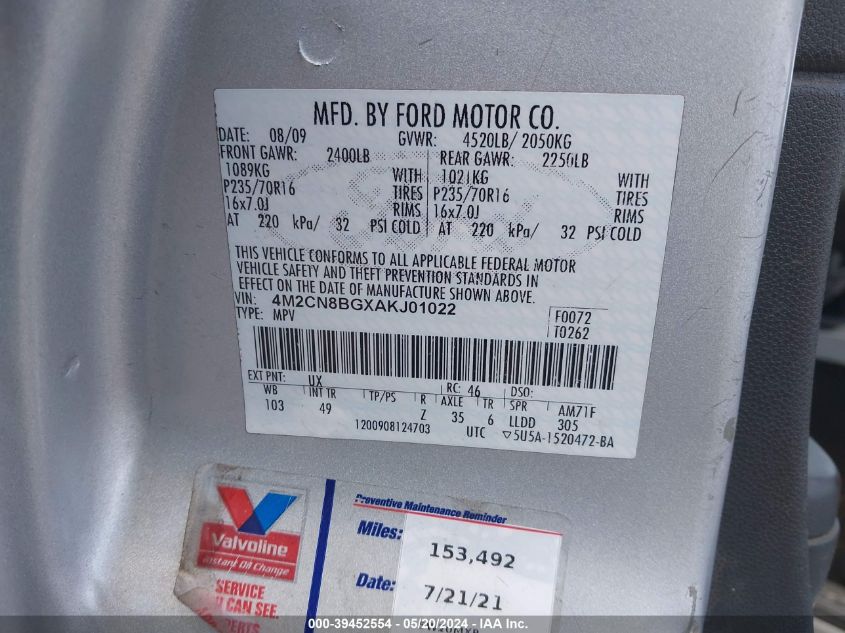 MFD. BY FORD MOTOR CO.
DATE: 08/09 GVWR: 4520LB/ 2050KG
FRONT GAWR: 2400LB REAR GAWR: 2250LB
1089KG WITH 1021KG WITH
P235/70R16 TIRES P235/70R16 TIRES
16x7.0J RIMS 16x7.0J RIMS
AT 220 kPa/ 32 PSI COLD AT 220 kPa/ 32 PSI COLD
THIS VEHICLE CONFORMS TO ALL APPLICABLE FEDERAL MOTOR
VEHICLE SAFETY AND THEFT PREVENTION STANDARDS IN
EFFECT ON THE DATE OF MANUFACTURE SHOWN ABOVE.
VIN: 4M2CN8BGXAKJ01022 F0072
TYPE: MPV T0262
EXT PNT: UX RC: 46 DSO:
WB INT TR TP/PS R AXLE TR SPR AM71F
103 49 Z 35 6 LLDD 305
1200908124703 UTC ▽5U5A-1520472-BA
Preventive Maintenance Reminder
Valvoline
Instant Oil Change
Miles: 153,492
SERVICE
CAN SEE.
Date: 7/21/21
000-39452554 - 05/20/2024 - IAA Inc.